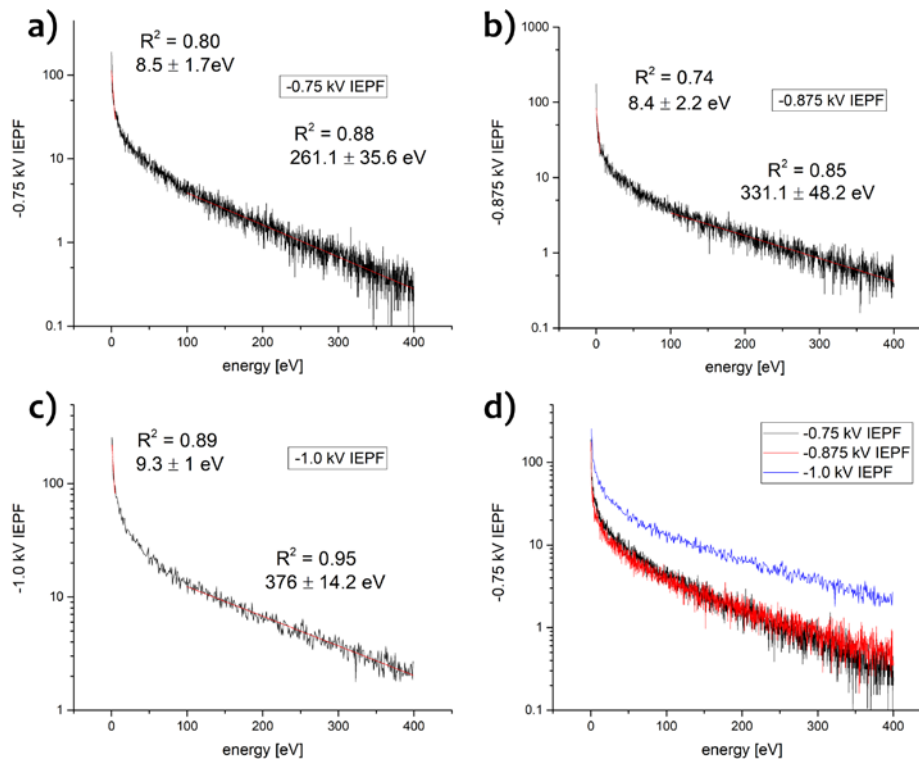 a)
R² = 0.80
8.5 ± 1.7eV
-0.75 kV IEPF
R² = 0.88
261.1 ± 35.6 eV
-0.75 kV IEPF
100
10
1
0.1
0 100 200 300 400
energy [eV]
b)
R² = 0.74
8.4 ± 2.2 eV
-0.875 kV IEPF
R² = 0.85
331.1 ± 48.2 eV
-0.875 kV IEPF
1000
100
10
1
0.1
0 100 200 300 400
energy [eV]
c)
R² = 0.89
9.3 ± 1 eV
-1.0 kV IEPF
R² = 0.95
376 ± 14.2 eV
-1.0 kV IEPF
100
10
1
0 100 200 300 400
energy [eV]
d)
-0.75 kV IEPF
-0.875 kV IEPF
-1.0 kV IEPF
-0.75 kV IEPF
100
10
1
0.1
0 100 200 300 400
energy [eV]